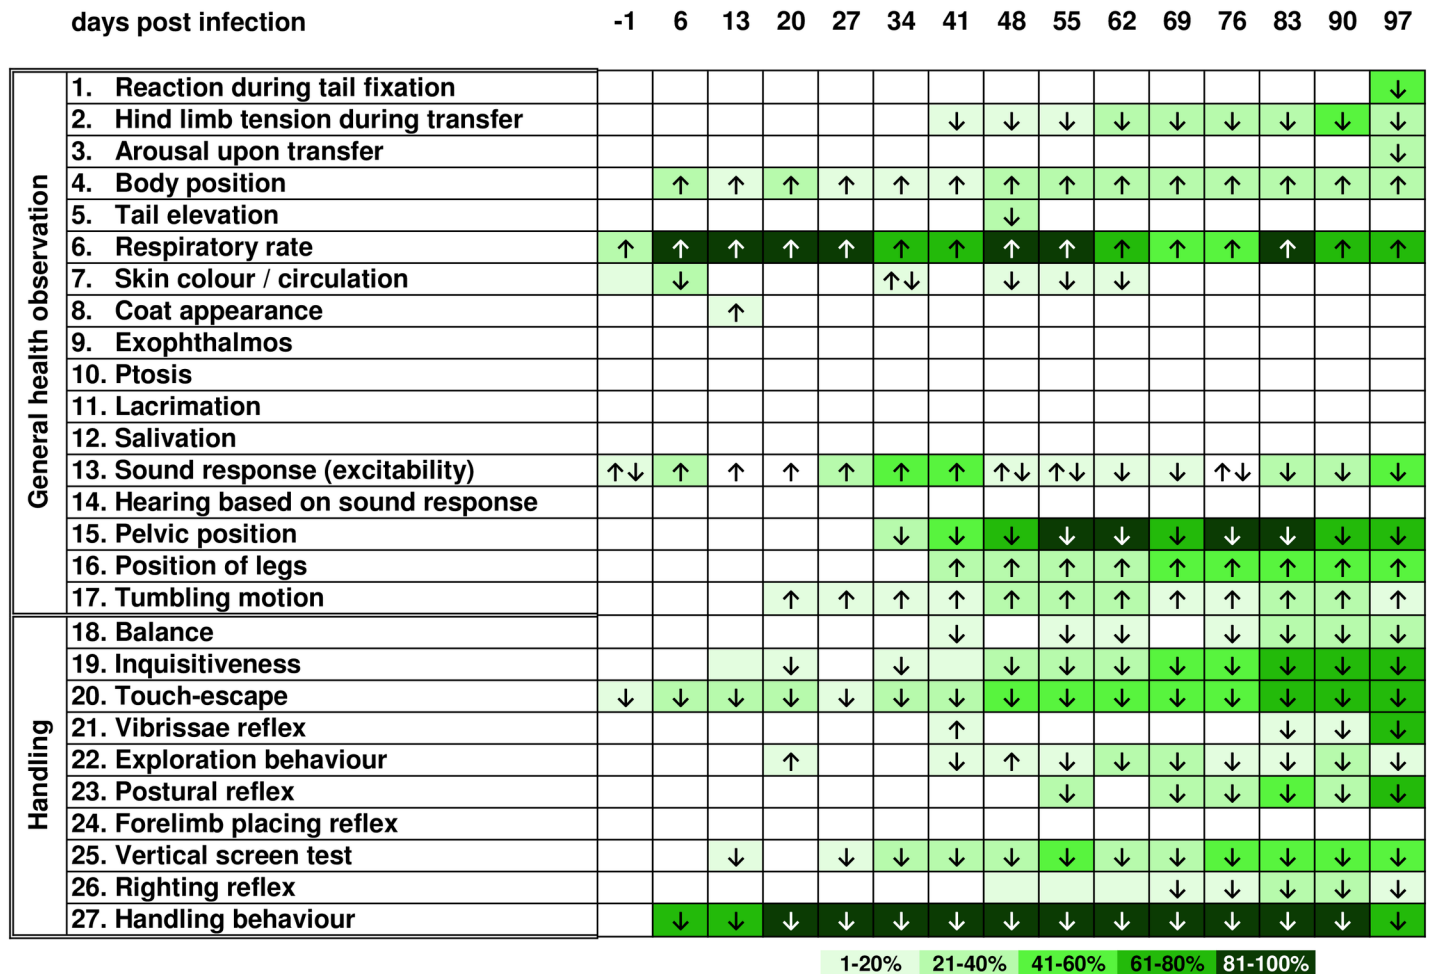 days post infection -1 6 13 20 27 34 41 48 55 62 69 76 83 90 97
General health observation
1. Reaction during tail fixation ↓
2. Hind limb tension during transfer ↓ ↓ ↓ ↓ ↓ ↓ ↓ ↓ ↓
3. Arousal upon transfer ↓
4. Body position ↑ ↑ ↑ ↑ ↑ ↑ ↑ ↑ ↑ ↑ ↑ ↑ ↑ ↑
5. Tail elevation ↓
6. Respiratory rate ↑ ↑ ↑ ↑ ↑ ↑ ↑ ↑ ↑ ↑ ↑ ↑ ↑ ↑ ↑
7. Skin colour / circulation ↓ ↑↓ ↓ ↓ ↓
8. Coat appearance ↑
9. Exophthalmos
10. Ptosis
11. Lacrimation
12. Salivation
13. Sound response (excitability) ↑↓ ↑ ↑ ↑ ↑ ↑ ↑ ↑↓ ↑↓ ↓ ↓ ↑↓ ↓ ↓ ↓
14. Hearing based on sound response
15. Pelvic position ↓ ↓ ↓ ↓ ↓ ↓ ↓ ↓ ↓ ↓
16. Position of legs ↑ ↑ ↑ ↑ ↑ ↑ ↑ ↑ ↑
17. Tumbling motion ↑ ↑ ↑ ↑ ↑ ↑ ↑ ↑ ↑ ↑ ↑ ↑
Handling
18. Balance ↓ ↓ ↓ ↓ ↓ ↓ ↓
19. Inquisitiveness ↓ ↓ ↓ ↓ ↓ ↓ ↓ ↓ ↓ ↓
20. Touch-escape ↓ ↓ ↓ ↓ ↓ ↓ ↓ ↓ ↓ ↓ ↓ ↓ ↓ ↓ ↓
21. Vibrissae reflex ↑ ↓ ↓ ↓
22. Exploration behaviour ↑ ↓ ↑ ↓ ↓ ↓ ↓ ↓ ↓ ↓
23. Postural reflex ↓ ↓ ↓ ↓ ↓ ↓
24. Forelimb placing reflex
25. Vertical screen test ↓ ↓ ↓ ↓ ↓ ↓ ↓ ↓ ↓ ↓ ↓ ↓
26. Righting reflex ↓ ↓ ↓ ↓ ↓
27. Handling behaviour ↓ ↓ ↓ ↓ ↓ ↓ ↓ ↓ ↓ ↓ ↓ ↓ ↓ ↓
1-20% 21-40% 41-60% 61-80% 81-100%